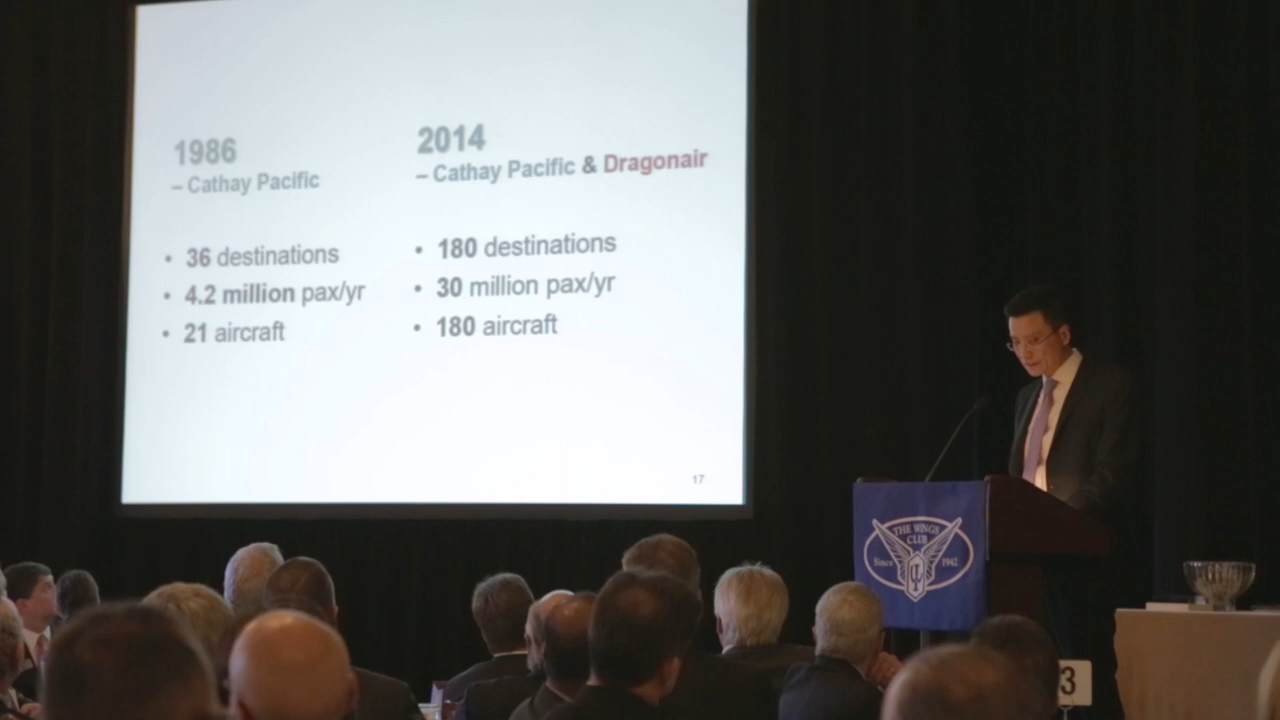 1986
– Cathay Pacific
• 36 destinations
• 4.2 million pax/yr
• 21 aircraft
2014
– Cathay Pacific & Dragonair
• 180 destinations
• 30 million pax/yr
• 180 aircraft
17
THE WINGS
CLUB
Since 1942
3